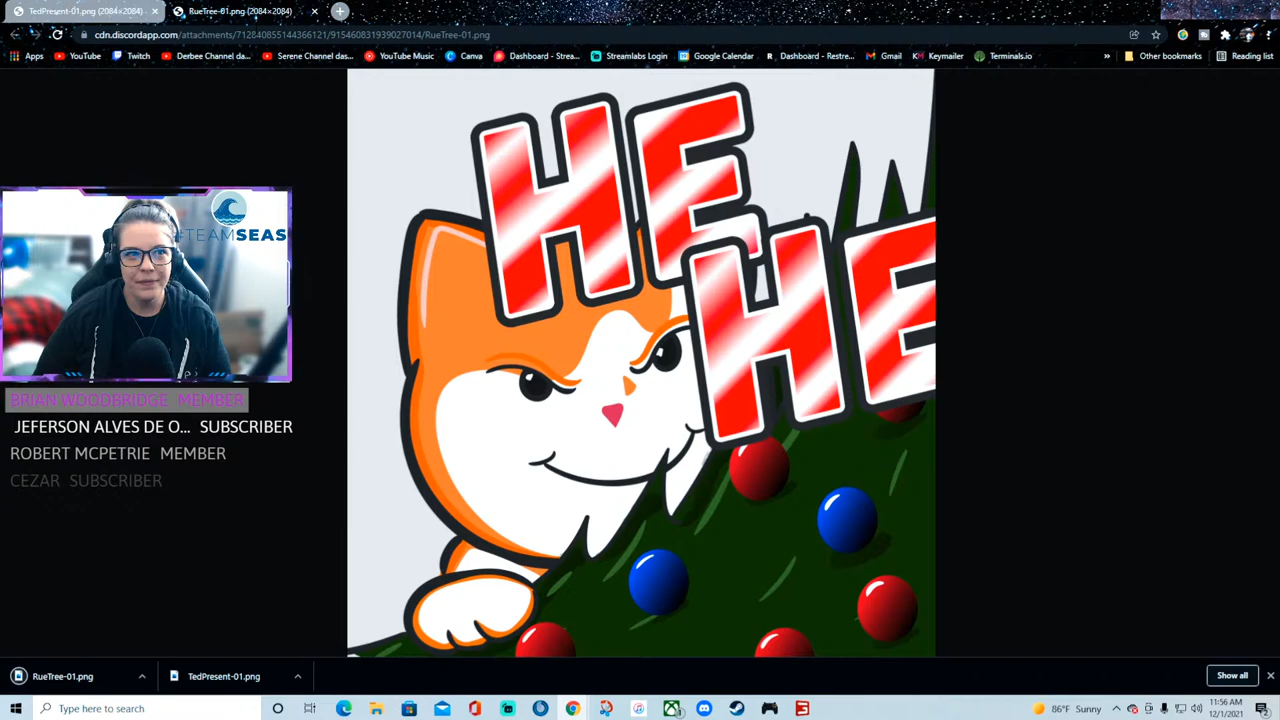 TedPresent-01.png (2084×2084)
RueTree-01.png (2084×2084)
cdn.discordapp.com/attachments/712840855144366121/915460831939027014/RueTree-01.png
Apps
YouTube
Twitch
Derbee Channel da...
Serene Channel das...
YouTube Music
Canva
Dashboard - Strea...
Streamlabs Login
Google Calendar
Dashboard - Restre...
Gmail
Keymailer
Terminals.io
»
Other bookmarks
Reading list
HE
HE
#TEAMSEAS
BRIAN WOODBRIDGE MEMBER
JEFERSON ALVES DE O... SUBSCRIBER
ROBERT MCPETRIE MEMBER
CEZAR SUBSCRIBER
RueTree-01.png
TedPresent-01.png
Show all
Type here to search
86°F Sunny
11:56 AM
12/1/2021